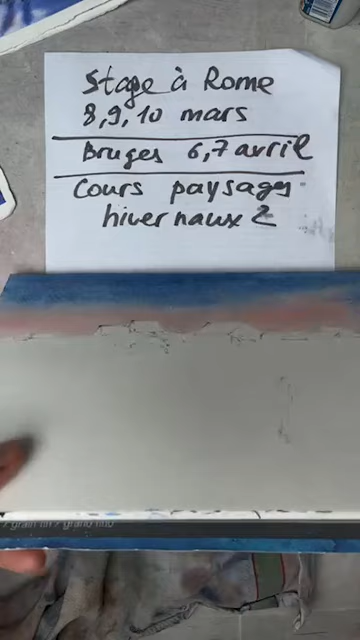 Stage à Rome
8, 9, 10 mars
Bruges 6, 7 avril
Cours paysages
hivernaux 2